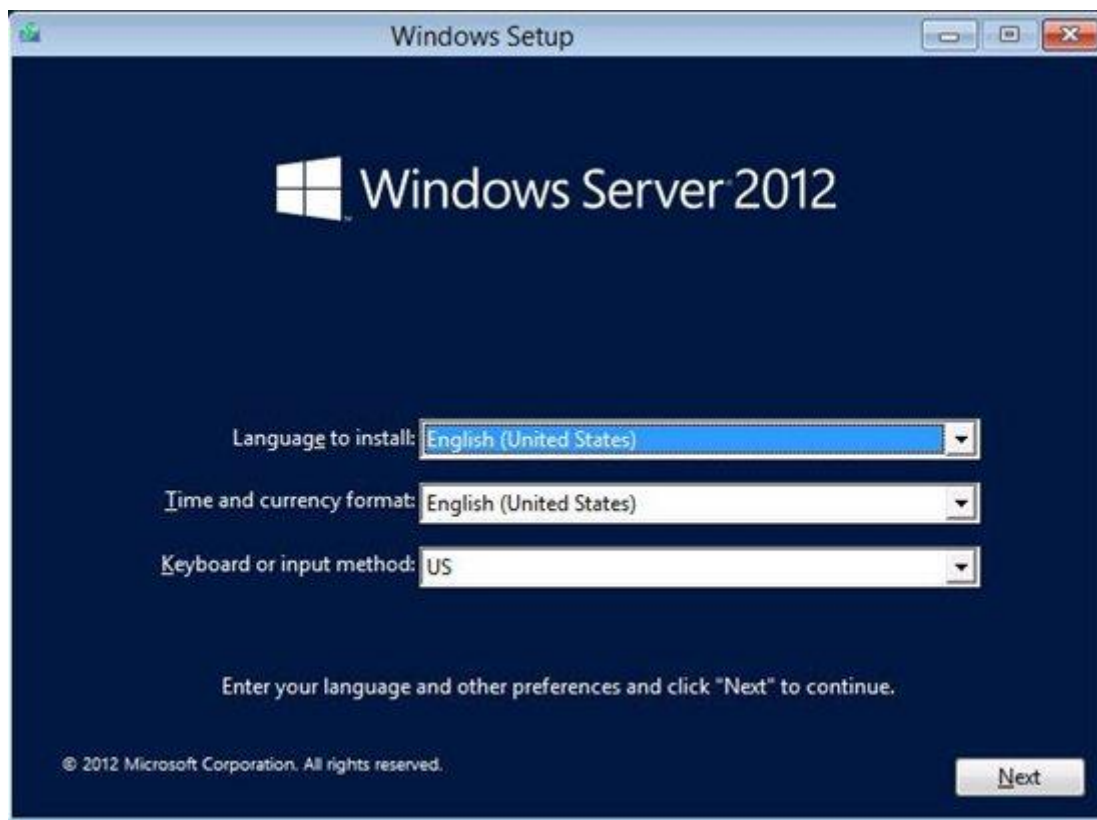 Windows Setup
Windows Server 2012
Language to install: English (United States)
Time and currency format: English (United States)
Keyboard or input method: US
Enter your language and other preferences and click "Next" to continue.
© 2012 Microsoft Corporation. All rights reserved.
Next